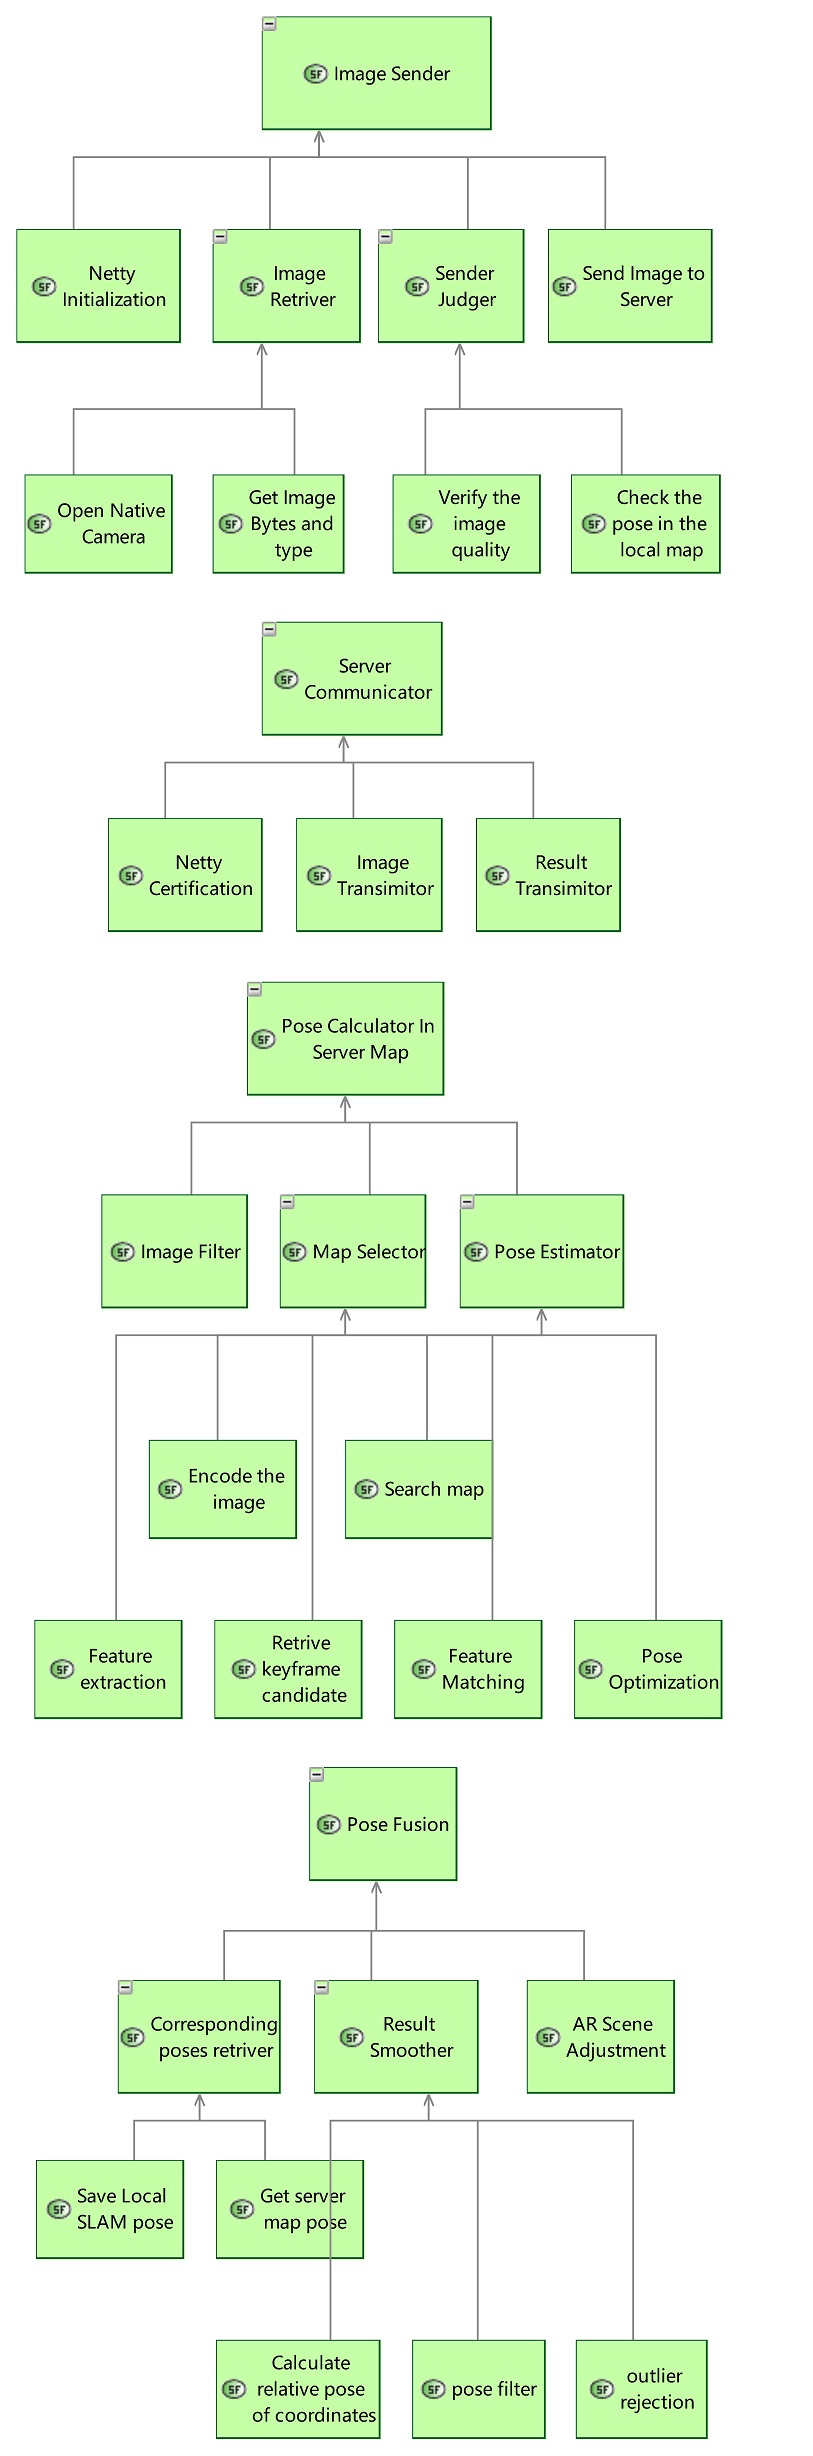 SF Image Sender
SF Netty
Initialization
SF Image
Retriver
SF Sender
Judger
SF Send Image to
Server
SF Open Native
Camera
SF Get Image
Bytes and
type
SF Verify the
image
quality
SF Check the
pose in the
local map
SF Server
Communicator
SF Netty
Certification
SF Image
Transimitor
SF Result
Transimitor
SF Pose Calculator In
Server Map
SF Image Filter
SF Map Selector
SF Pose Estimator
SF Encode the
image
SF Search map
SF Feature
extraction
SF Retrive
keyframe
candidate
SF Feature
Matching
SF Pose
Optimization
SF Pose Fusion
SF Corresponding
poses retriver
SF Result
Smoother
SF AR Scene
Adjustment
SF Save Local
SLAM pose
SF Get server
map pose
SF Calculate
relative pose
of coordinates
SF pose filter
SF outlier
rejection